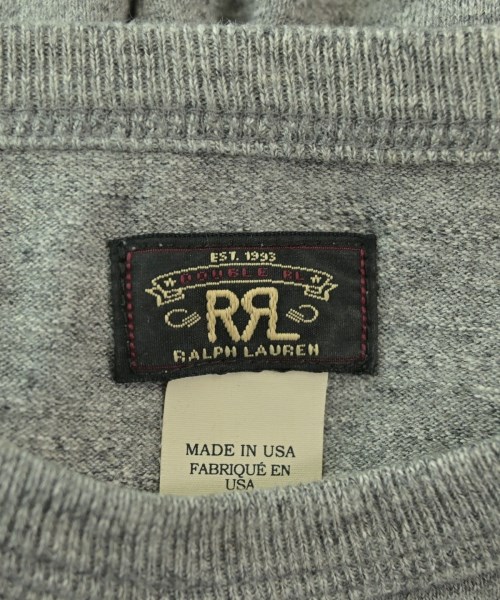 EST. 1993
DOUBLE RL
RRL
RALPH LAUREN
MADE IN USA
FABRIQUÉ EN
USA